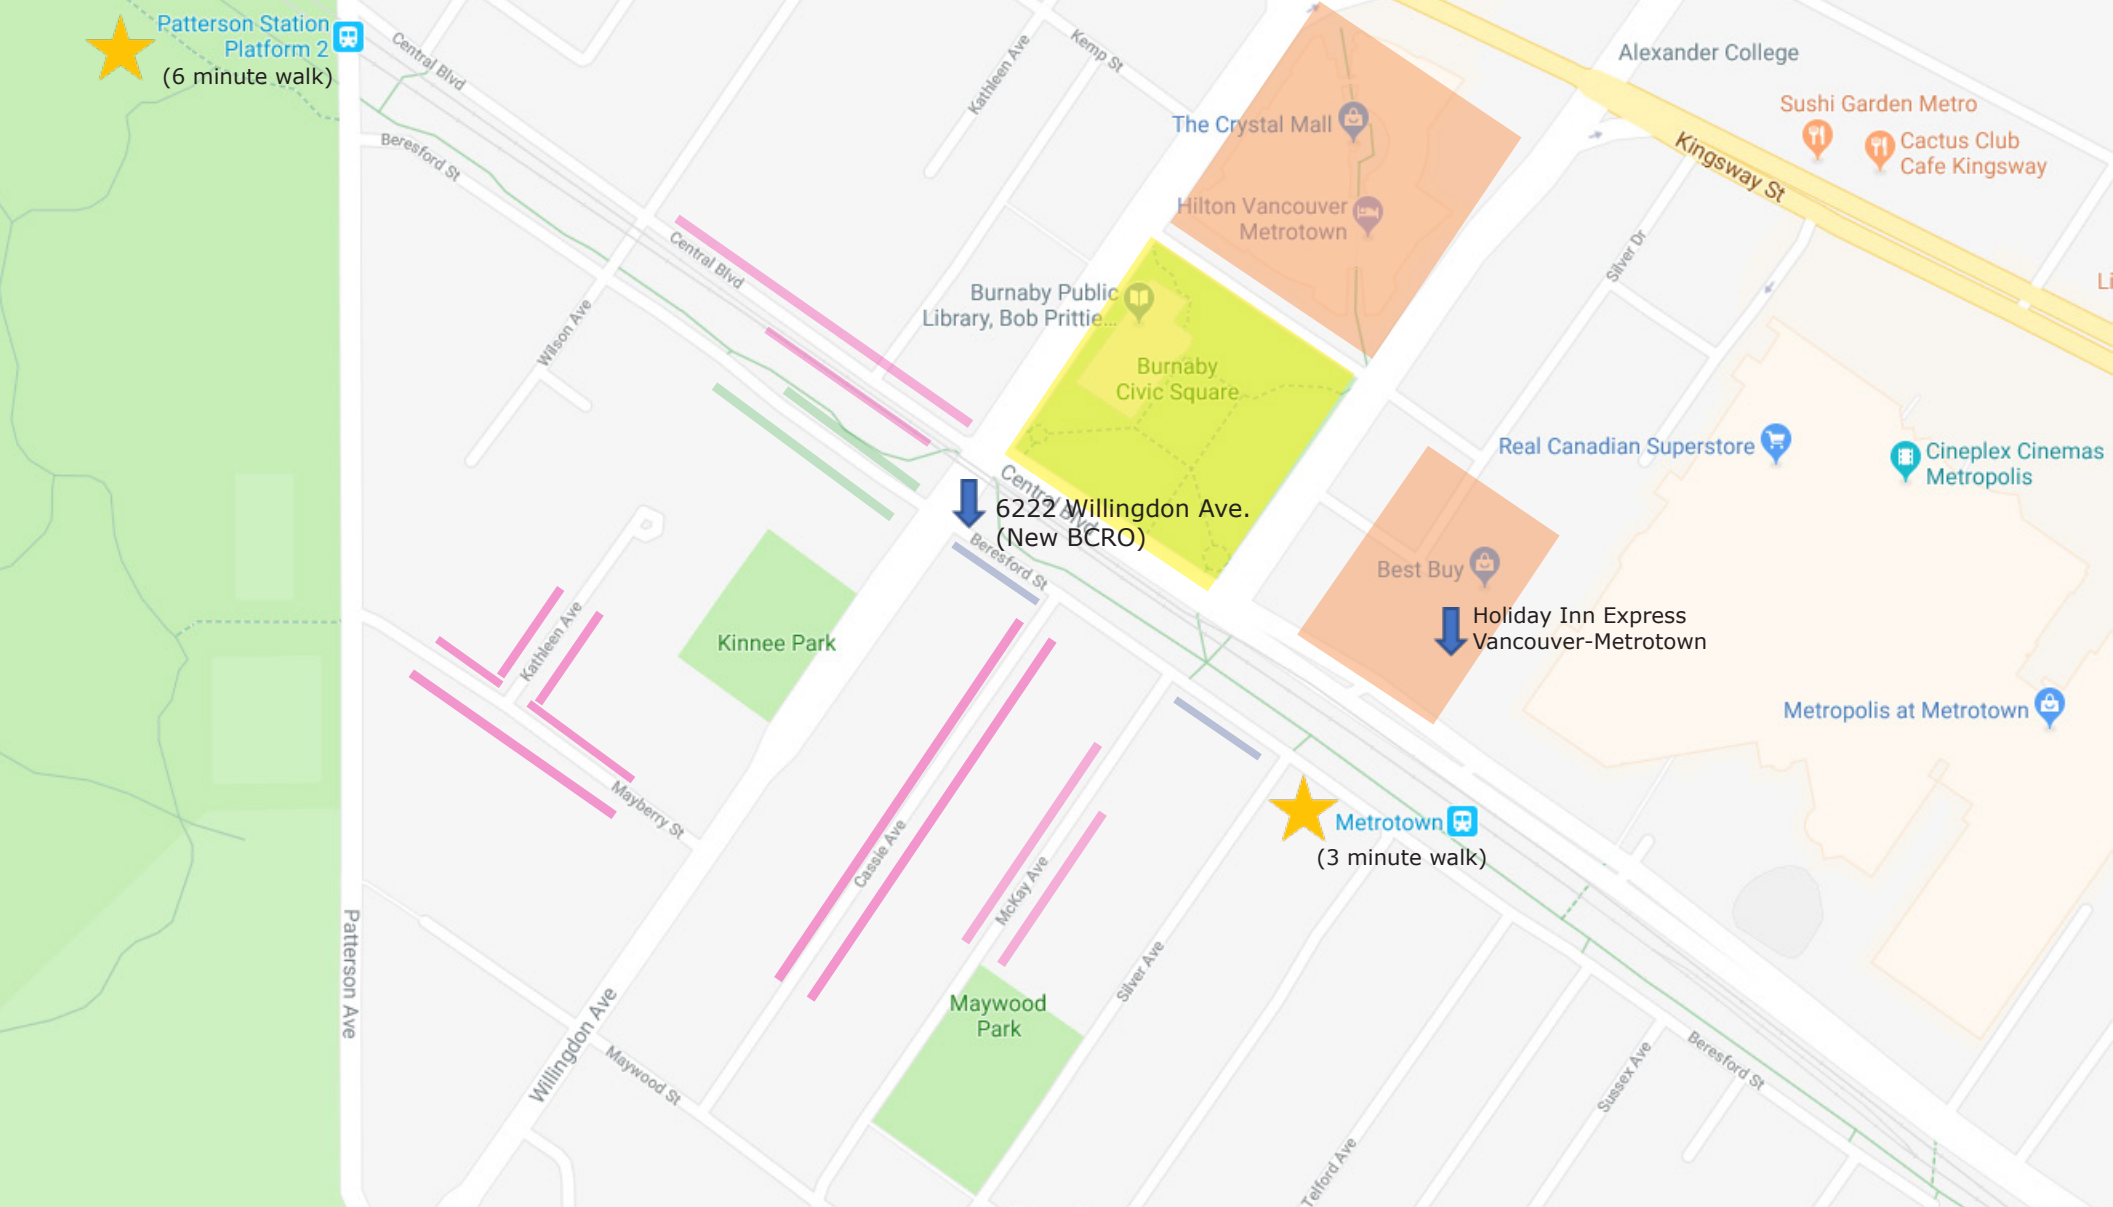 Patterson Station
Platform 2
(6 minute walk)
Central Blvd
Beresford St
Kathleen Ave
Kemp St
The Crystal Mall
Hilton Vancouver
Metrotown
Alexander College
Sushi Garden Metro
Cactus Club
Cafe Kingsway
Kingsway St
Silver Dr
Li
Central Blvd
Wilson Ave
Burnaby Public
Library, Bob Prittie...
Burnaby
Civic Square
Real Canadian Superstore
Cineplex Cinemas
Metropolis
Central Blvd
6222 Willingdon Ave.
(New BCRO)
Beresford St
Best Buy
Holiday Inn Express
Vancouver-Metrotown
Kinnee Park
Kathleen Ave
Metropolis at Metrotown
Mayberry St
Metrotown
(3 minute walk)
Cassie Ave
McKay Ave
Patterson Ave
Silver Ave
Maywood
Park
Willingdon Ave
Maywood St
Beresford St
Sussex Ave
Telford Ave